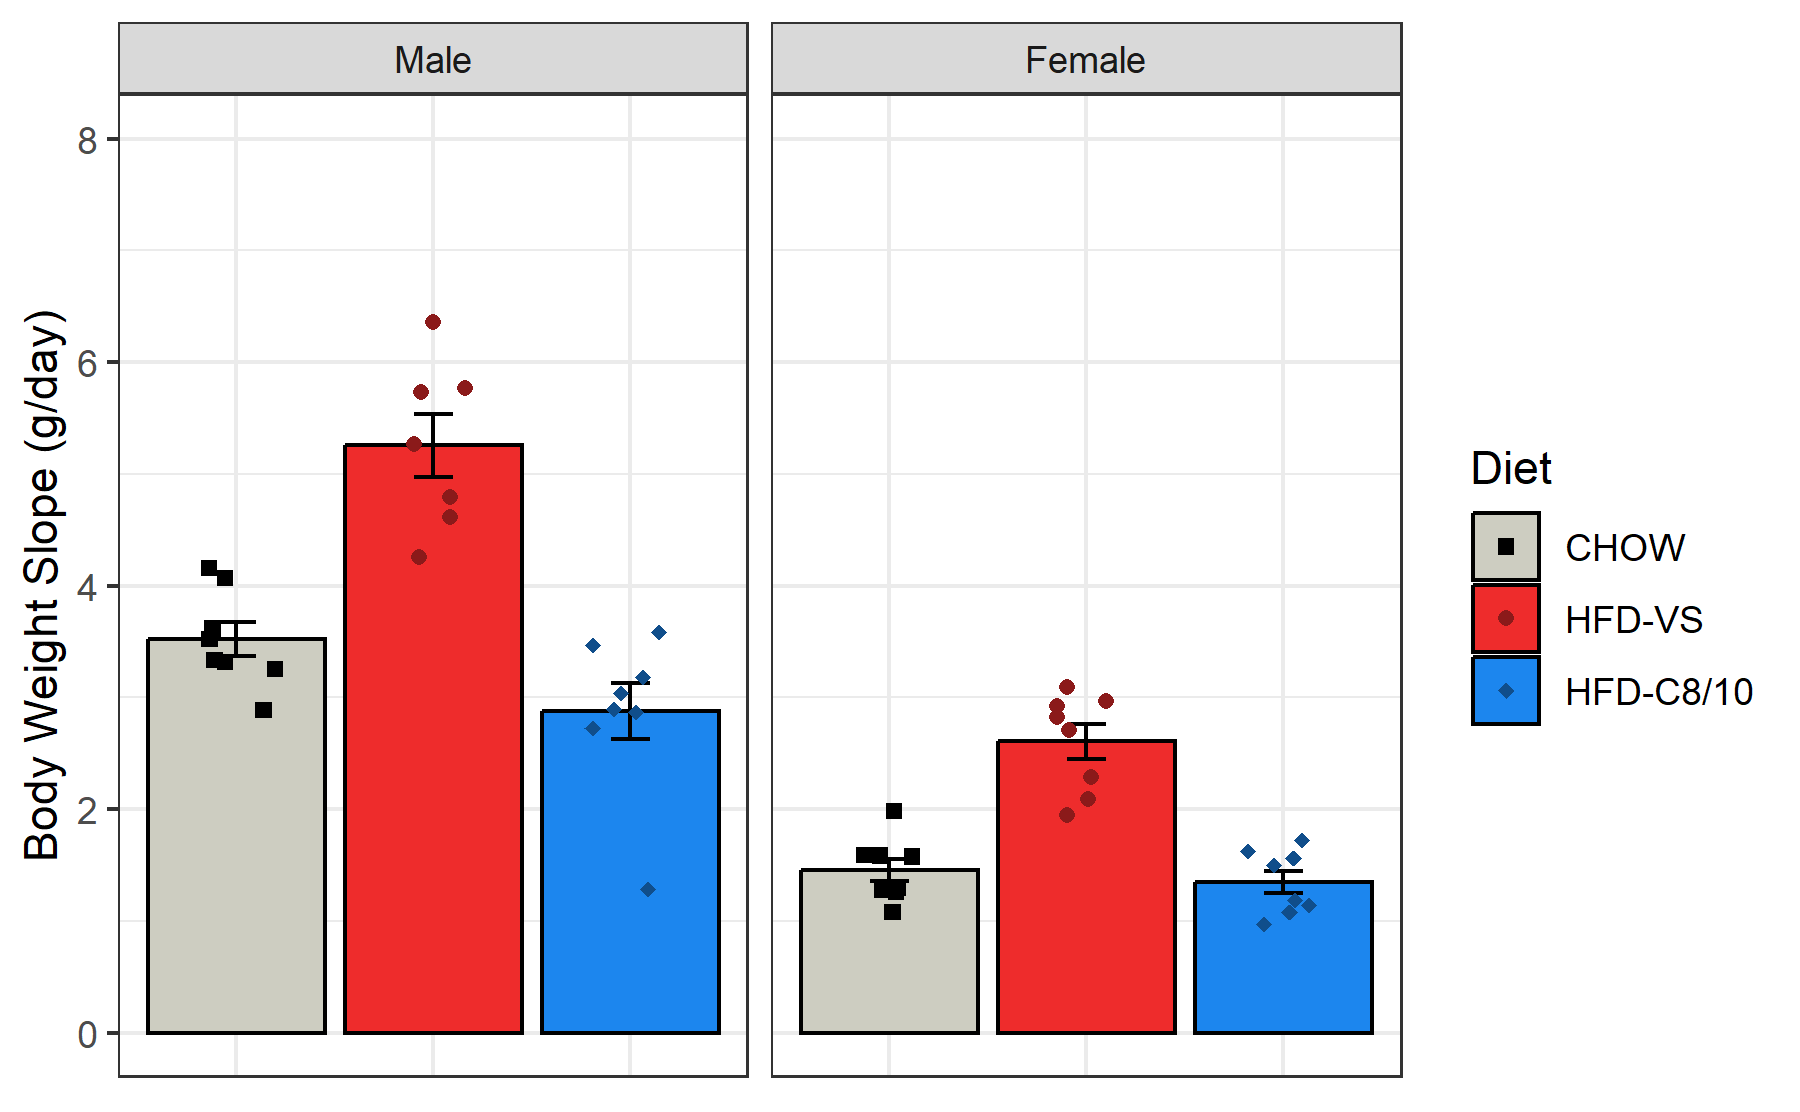 Male
Female
Body Weight Slope (g/day)
8
6
4
2
0
Diet
CHOW
HFD-VS
HFD-C8/10